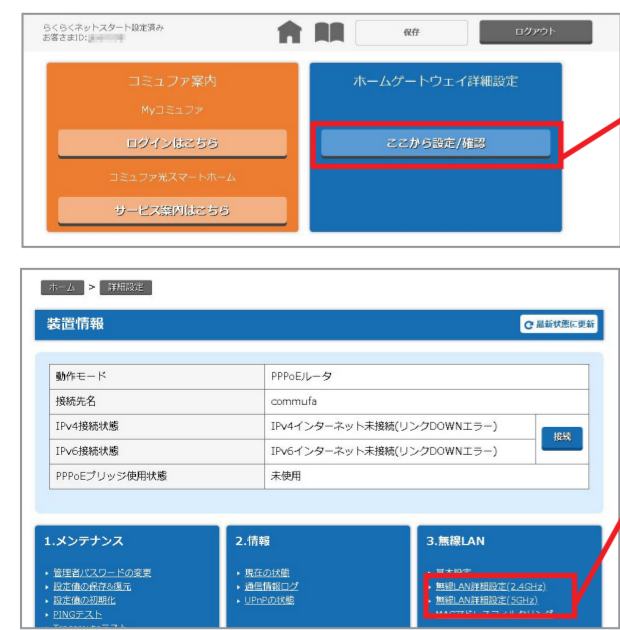 らくらくネットスタート設定済み
お客さまID:
保存
ログアウト
コミュファ案内
Myコミュファ
ログインはこちら
コミュファ光スマートホーム
サービス案内はこちら
ホームゲートウェイ詳細設定
ここから設定/確認
ホーム > 詳細設定
装置情報
最新状態に更新
動作モード PPPoEルータ
接続先名 commufa
IPv4接続状態 IPv4インターネット未接続(リンクDOWNエラー)
IPv6接続状態 IPv6インターネット未接続(リンクDOWNエラー)
接続
PPPoEブリッジ使用状態 未使用
1.メンテナンス
管理者パスワードの変更
設定値の保存&復元
設定値の初期化
PINGテスト
2.情報
現在の状態
通信情報ログ
UPnPの状態
3.無線LAN
基本設定
無線LAN詳細設定(2.4GHz)
無線LAN詳細設定(5GHz)
MACアドレスフィルタリング